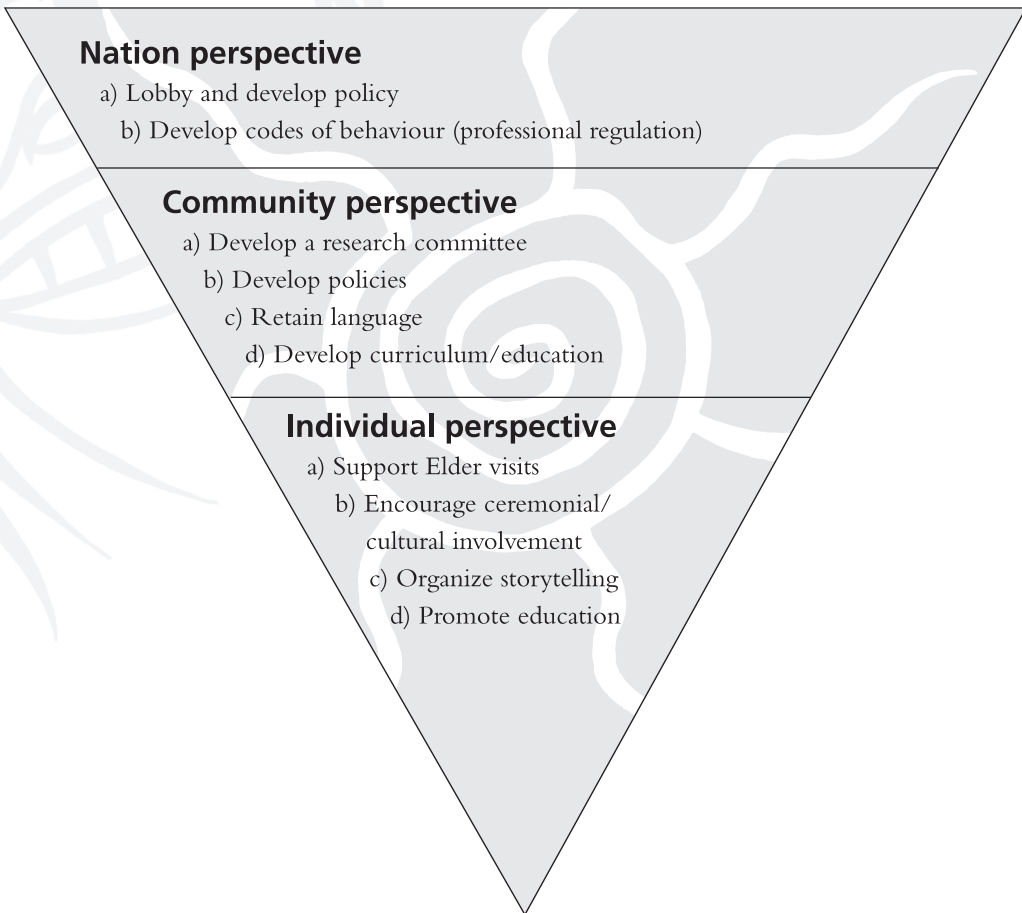 Nation perspective
a) Lobby and develop policy
b) Develop codes of behaviour (professional regulation)
Community perspective
a) Develop a research committee
b) Develop policies
c) Retain language
d) Develop curriculum/education
Individual perspective
a) Support Elder visits
b) Encourage ceremonial/
cultural involvement
c) Organize storytelling
d) Promote education